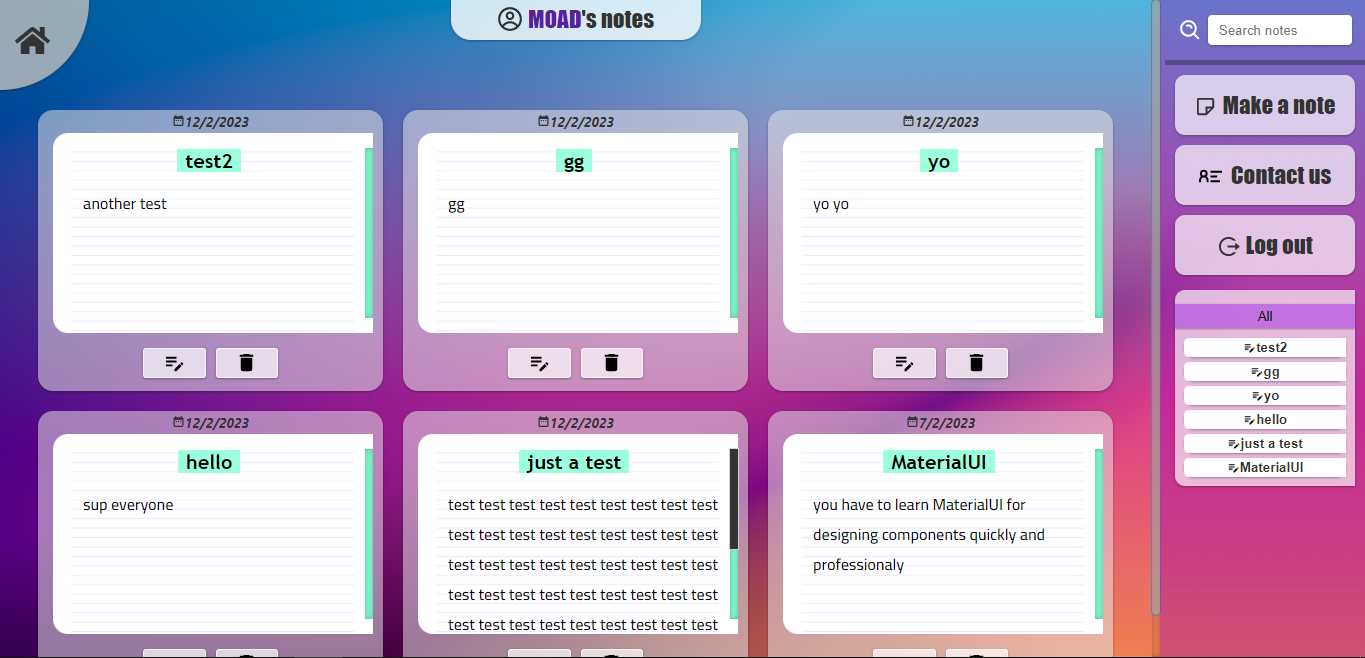 MOAD's notes
Search notes
Make a note
Contact us
Log out
All
test2
gg
yo
hello
just a test
MaterialUI
12/2/2023
test2
another test
12/2/2023
gg
gg
12/2/2023
yo
yo yo
12/2/2023
hello
sup everyone
12/2/2023
just a test
test test test test test test test test test
test test test test test test test test test
test test test test test test test test test
test test test test test test test test test
test test test test test test test test test
7/2/2023
MaterialUI
you have to learn MaterialUI for
designing components quickly and
professionaly